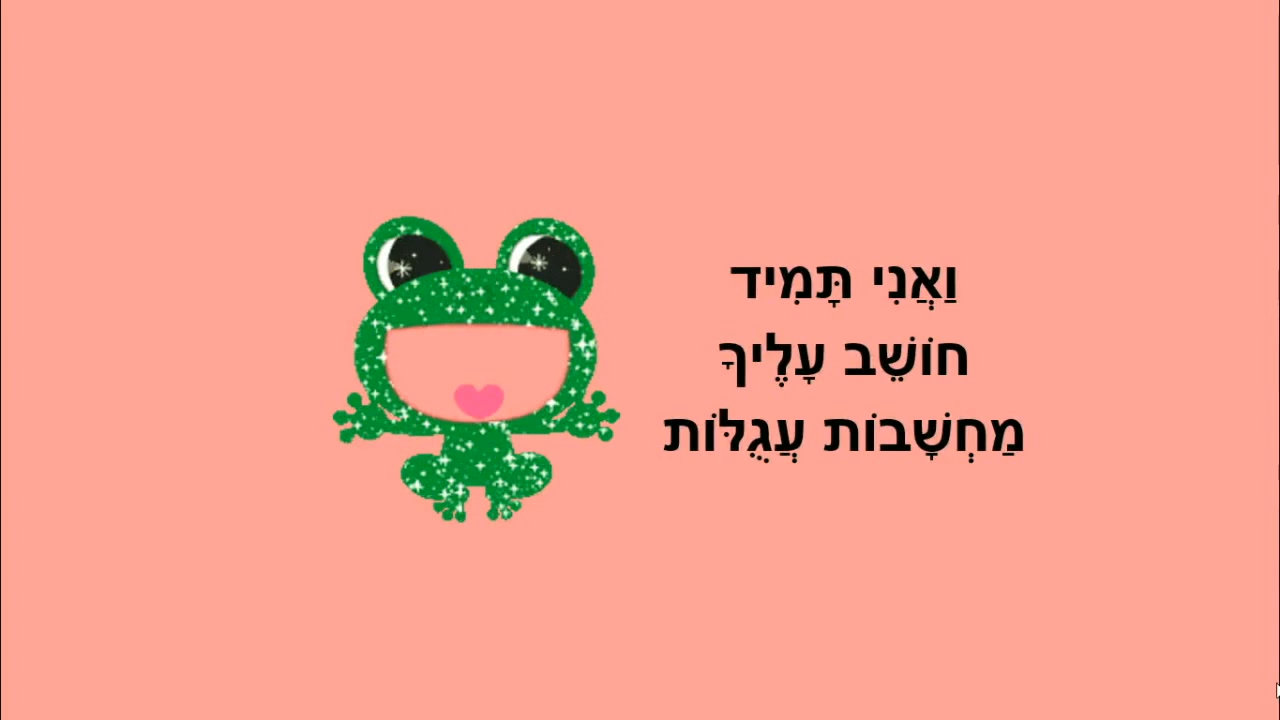 וַאֲנִי תָּמִיד
חוֹשֵׁב עָלֶיךָ
מַחְשָׁבוֹת עֲגֻלּוֹת